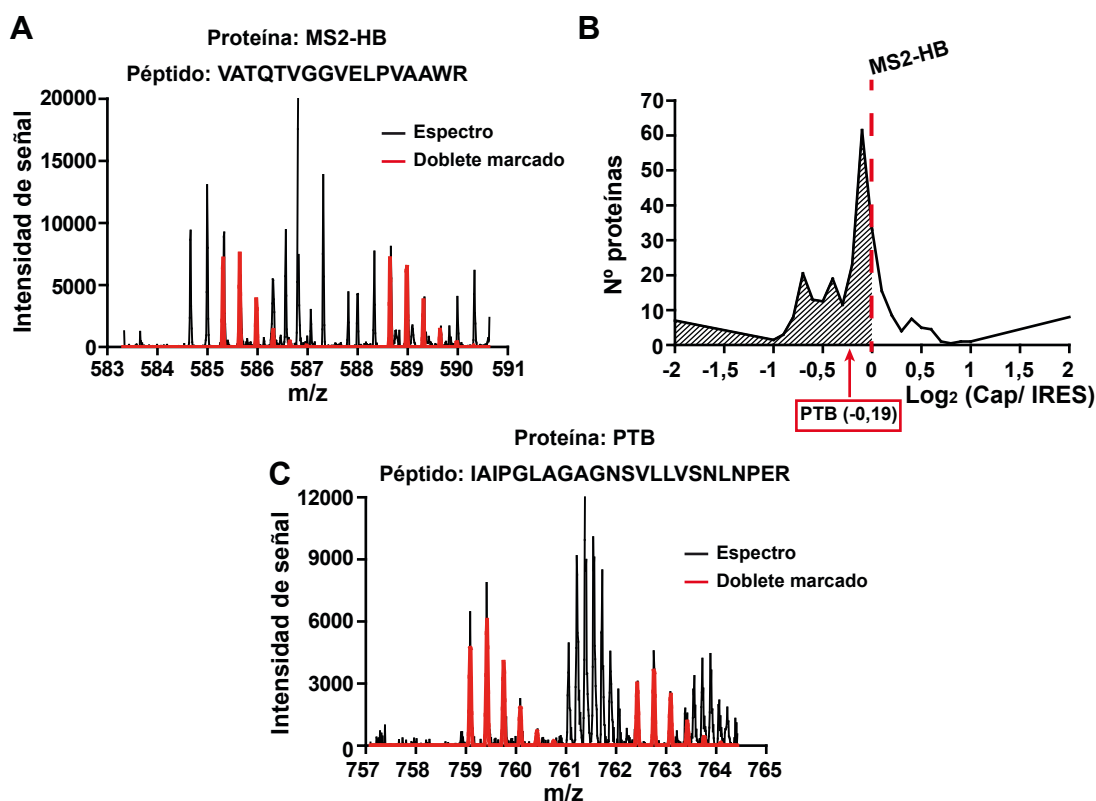 A
Proteína: MS2-HB
Péptido: VATQTVGGVELPVAAWR
Intensidad de señal
20000
15000
10000
5000
0
Espectro
Doblete marcado
583 584 585 586 587 588 589 590 591
m/z
B
MS2-HB
Nº proteínas
70
60
50
40
30
20
10
0
-2 -1,5 -1 -0,5 0 0,5 1 1,5 2
Log2 (Cap/ IRES)
PTB (-0,19)
Proteína: PTB
C
Péptido: IAIPGLAGAGNSVLLVSNLNPER
Intensidad de señal
12000
9000
6000
3000
0
Espectro
Doblete marcado
757 758 759 760 761 762 763 764 765
m/z